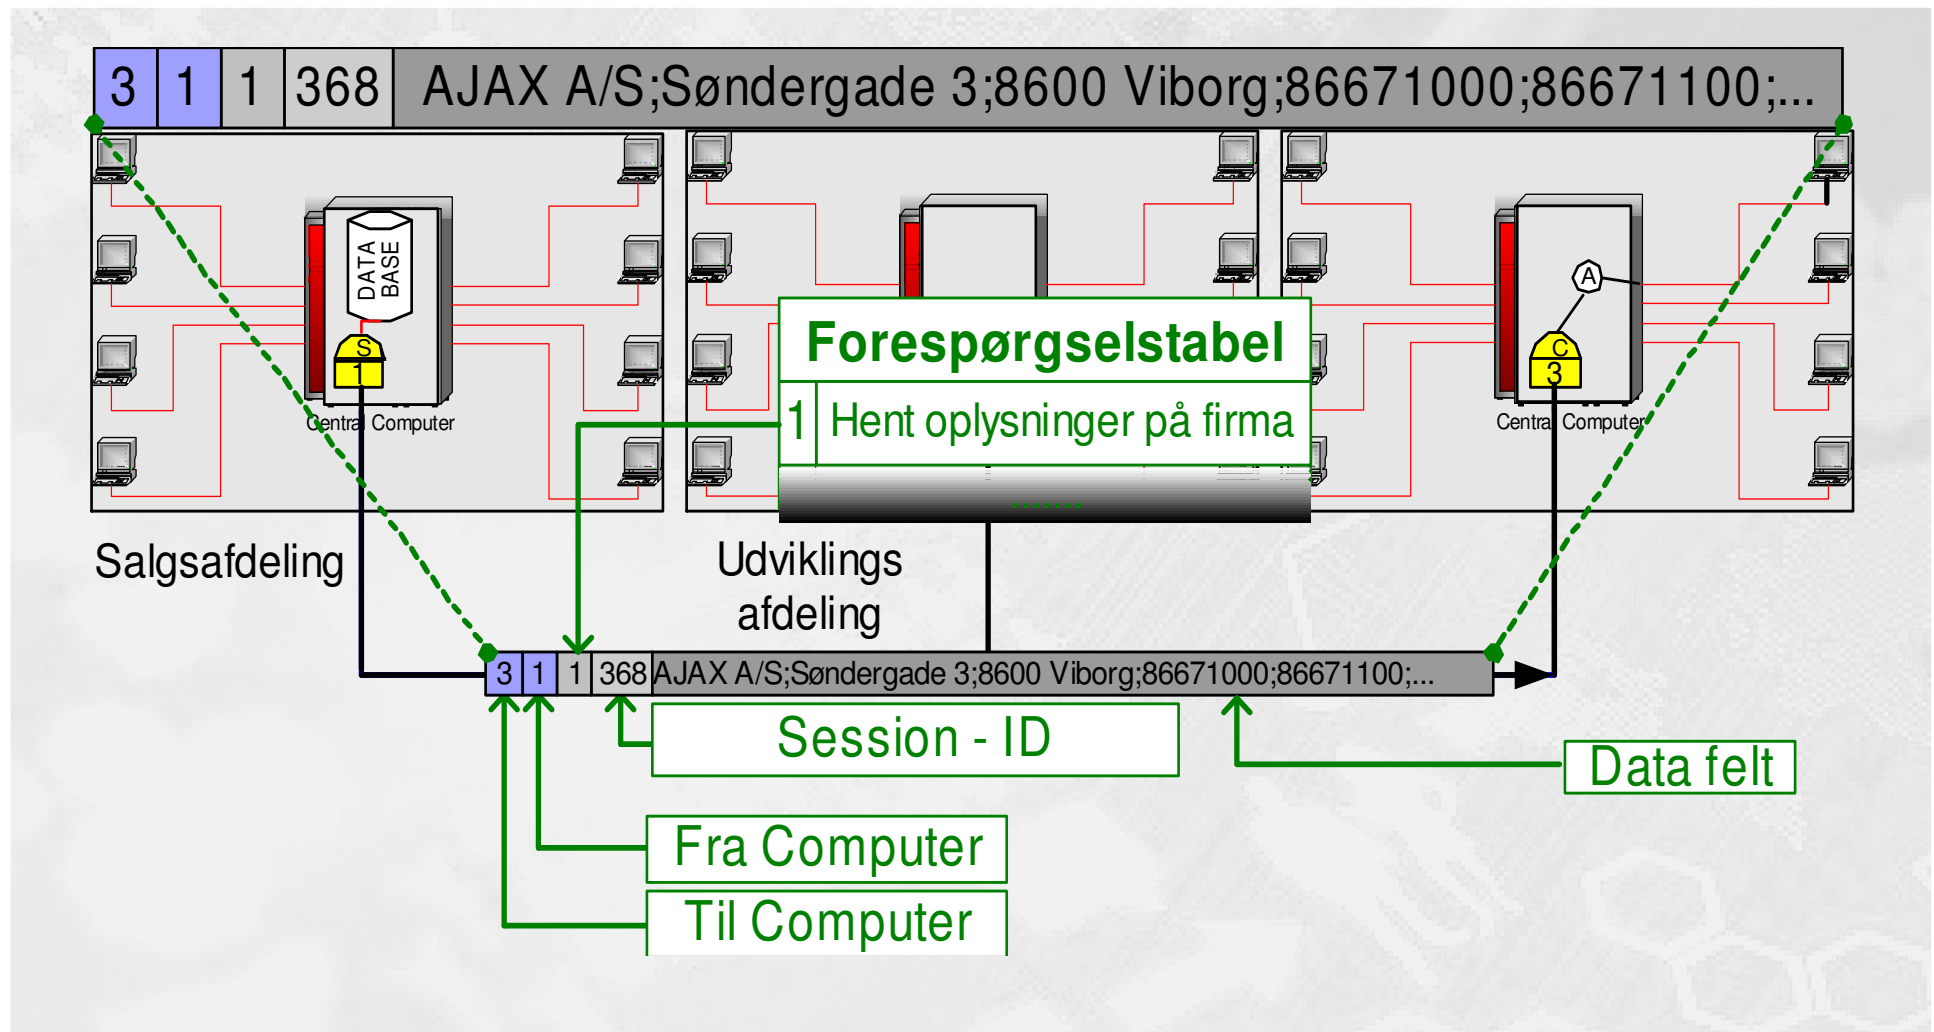 3 1 1 368 AJAX A/S;Søndergade 3;8600 Viborg;86671000;86671100;...
DATA
BASE
S
1
Central Computer
Forespørgselstabel
1 Hent oplysninger på firma
.......
A
C
3
Central Computer
Salgsafdeling
Udviklings
afdeling
3 1 1 368 AJAX A/S;Søndergade 3;8600 Viborg;86671000;86671100;...
Session - ID
Data felt
Fra Computer
Til Computer